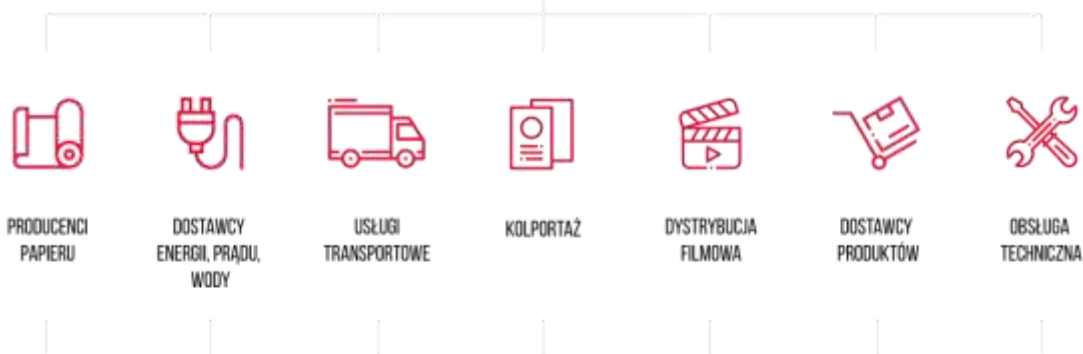 PRODUCENCI
PAPIERU
DOSTAWCY
ENERGII, PRĄDU,
WODY
USŁUGI
TRANSPORTOWE
KOLPORTAŻ
DYSTRYBUCJA
FILMOWA
DOSTAWCY
PRODUKTÓW
OBSŁUGA
TECHNICZNA